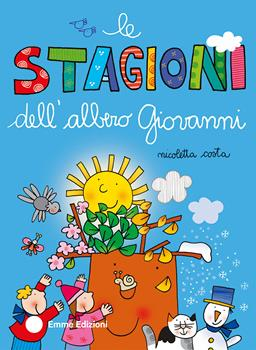 le
STAGIONI
dell'albero Giovanni
nicoletta costa
Emme Edizioni